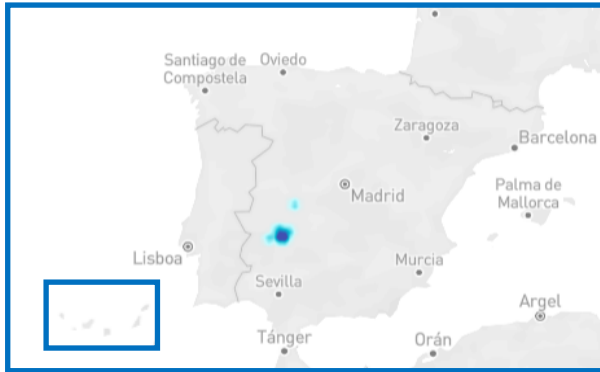 Santiago de
Compostela
Oviedo
Zaragoza
Barcelona
Madrid
Palma de
Mallorca
Lisboa
Murcia
Sevilla
Argel
Tánger
Orán